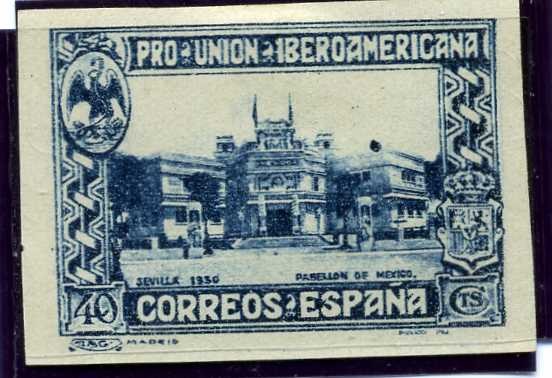 PRO UNION IBEROAMERICANA
SEVILLA 1930 PABELLON DE MEXICO.
40 CORREOS ESPAÑA CTS
MADRID